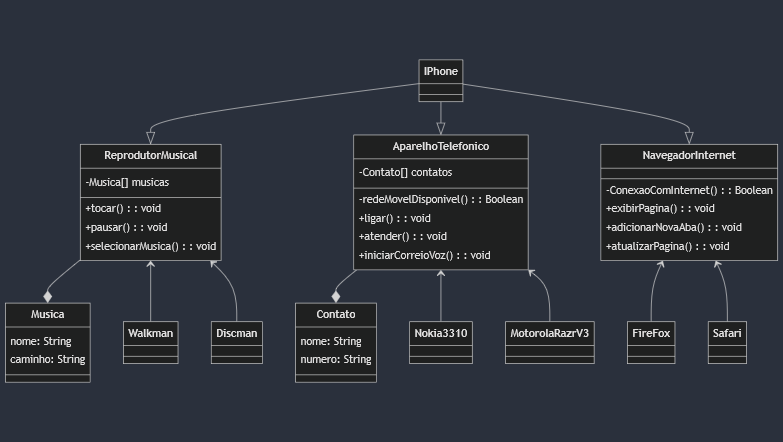 IPhone
ReprodutorMusical
-Musica[] musicas
+tocar() : : void
+pausar() : : void
+selecionarMusica() : : void
AparelhoTelefonico
-Contato[] contatos
-redeMovelDisponivel() : : Boolean
+ligar() : : void
+atender() : : void
+iniciarCorreioVoz() : : void
NavegadorInternet
-ConexaoComInternet() : : Boolean
+exibirPagina() : : void
+adicionarNovaAba() : : void
+atualizarPagina() : : void
Musica
nome: String
caminho: String
Walkman
Discman
Contato
nome: String
numero: String
Nokia3310
MotorolaRazrV3
FireFox
Safari